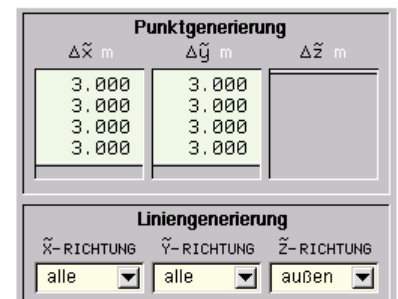 Punktgenerierung
Δx̃ m Δỹ m Δz̃ m
3.000 3.000
3.000 3.000
3.000 3.000
3.000 3.000
Liniengenerierung
x̃-RICHTUNG Ỹ-RICHTUNG Z̃-RICHTUNG
alle alle außen